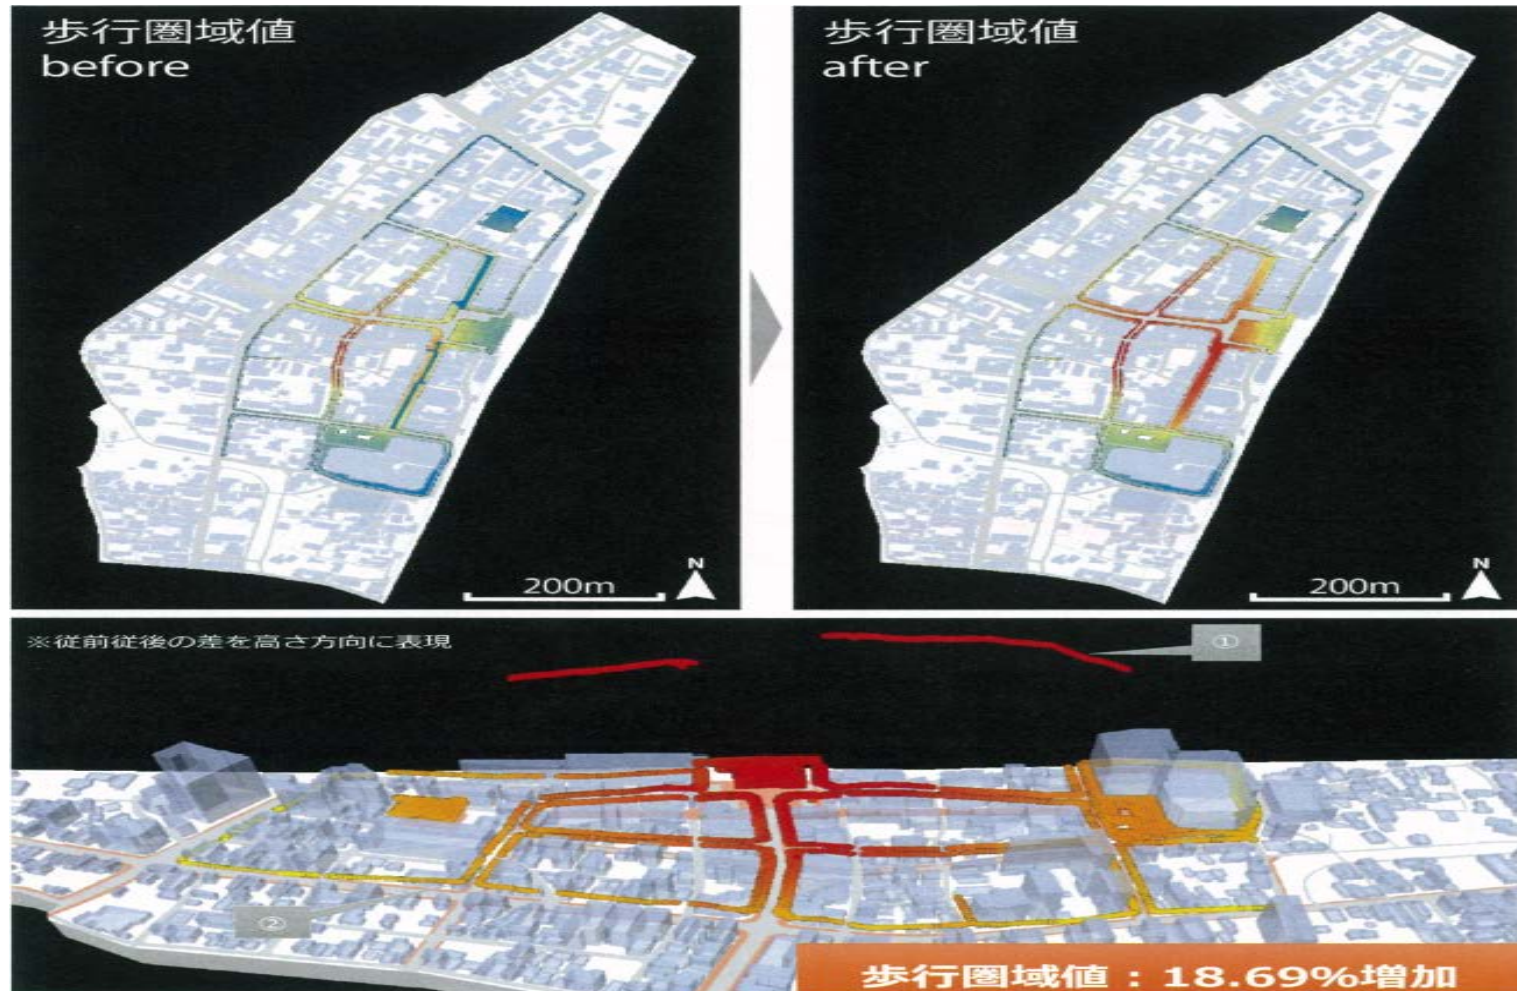 歩行圏域値
before
N
200m
歩行圏域値
after
N
200m
※従前従後の差を高さ方向に表現
①
②
歩行圏域値：18.69%増加